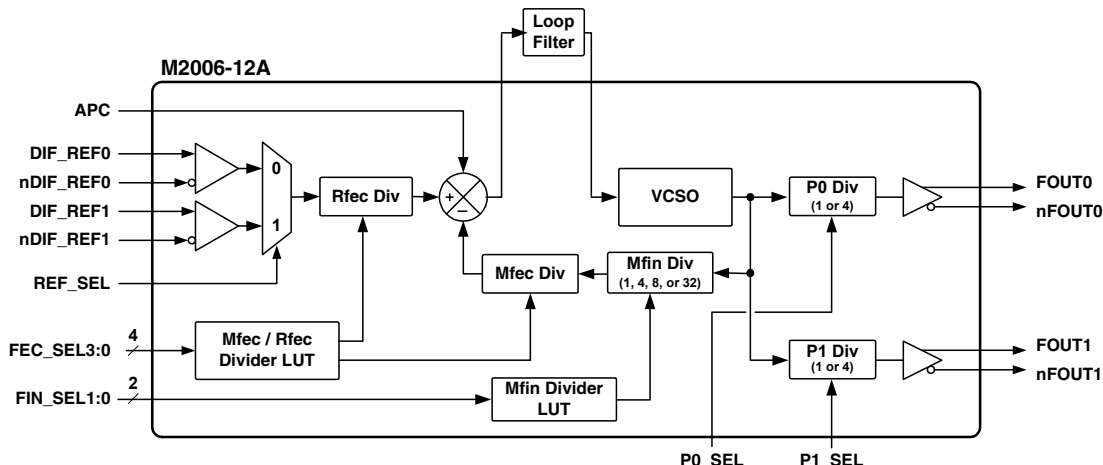 Loop
Filter
M2006-12A
APC
DIF_REF0
nDIF_REF0
DIF_REF1
nDIF_REF1
REF_SEL
0
1
Rfec Div
+
−
VCSO
P0 Div
(1 or 4)
FOUT0
nFOUT0
Mfec Div
Mfin Div
(1, 4, 8, or 32)
FEC_SEL3:0
4
Mfec / Rfec
Divider LUT
P1 Div
(1 or 4)
FOUT1
nFOUT1
FIN_SEL1:0
2
Mfin Divider
LUT
P0_SEL
P1_SEL